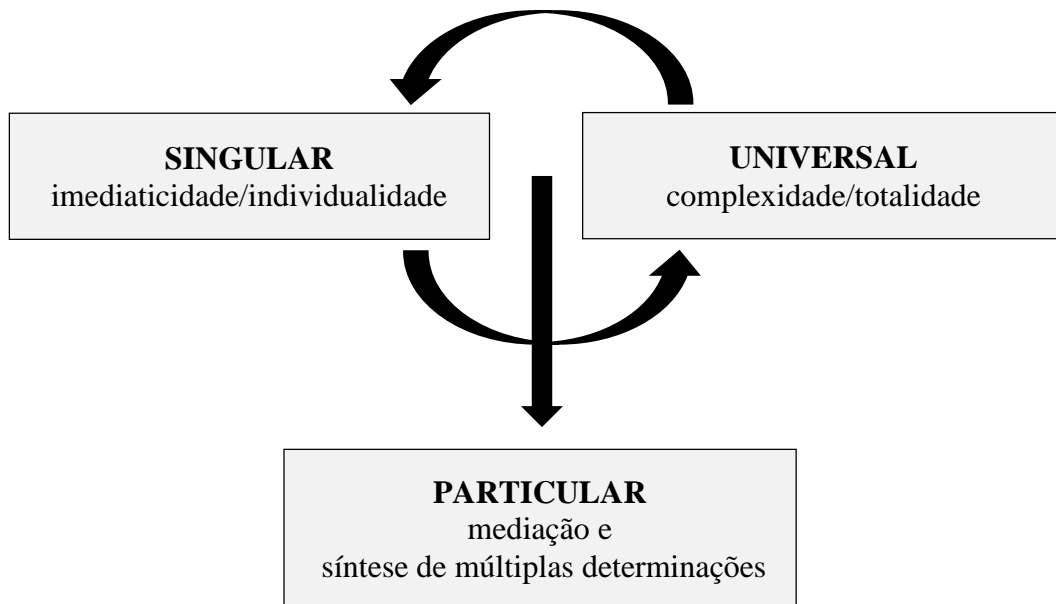 SINGULAR
imediaticidade/individualidade
UNIVERSAL
complexidade/totalidade
PARTICULAR
mediação e
síntese de múltiplas determinações